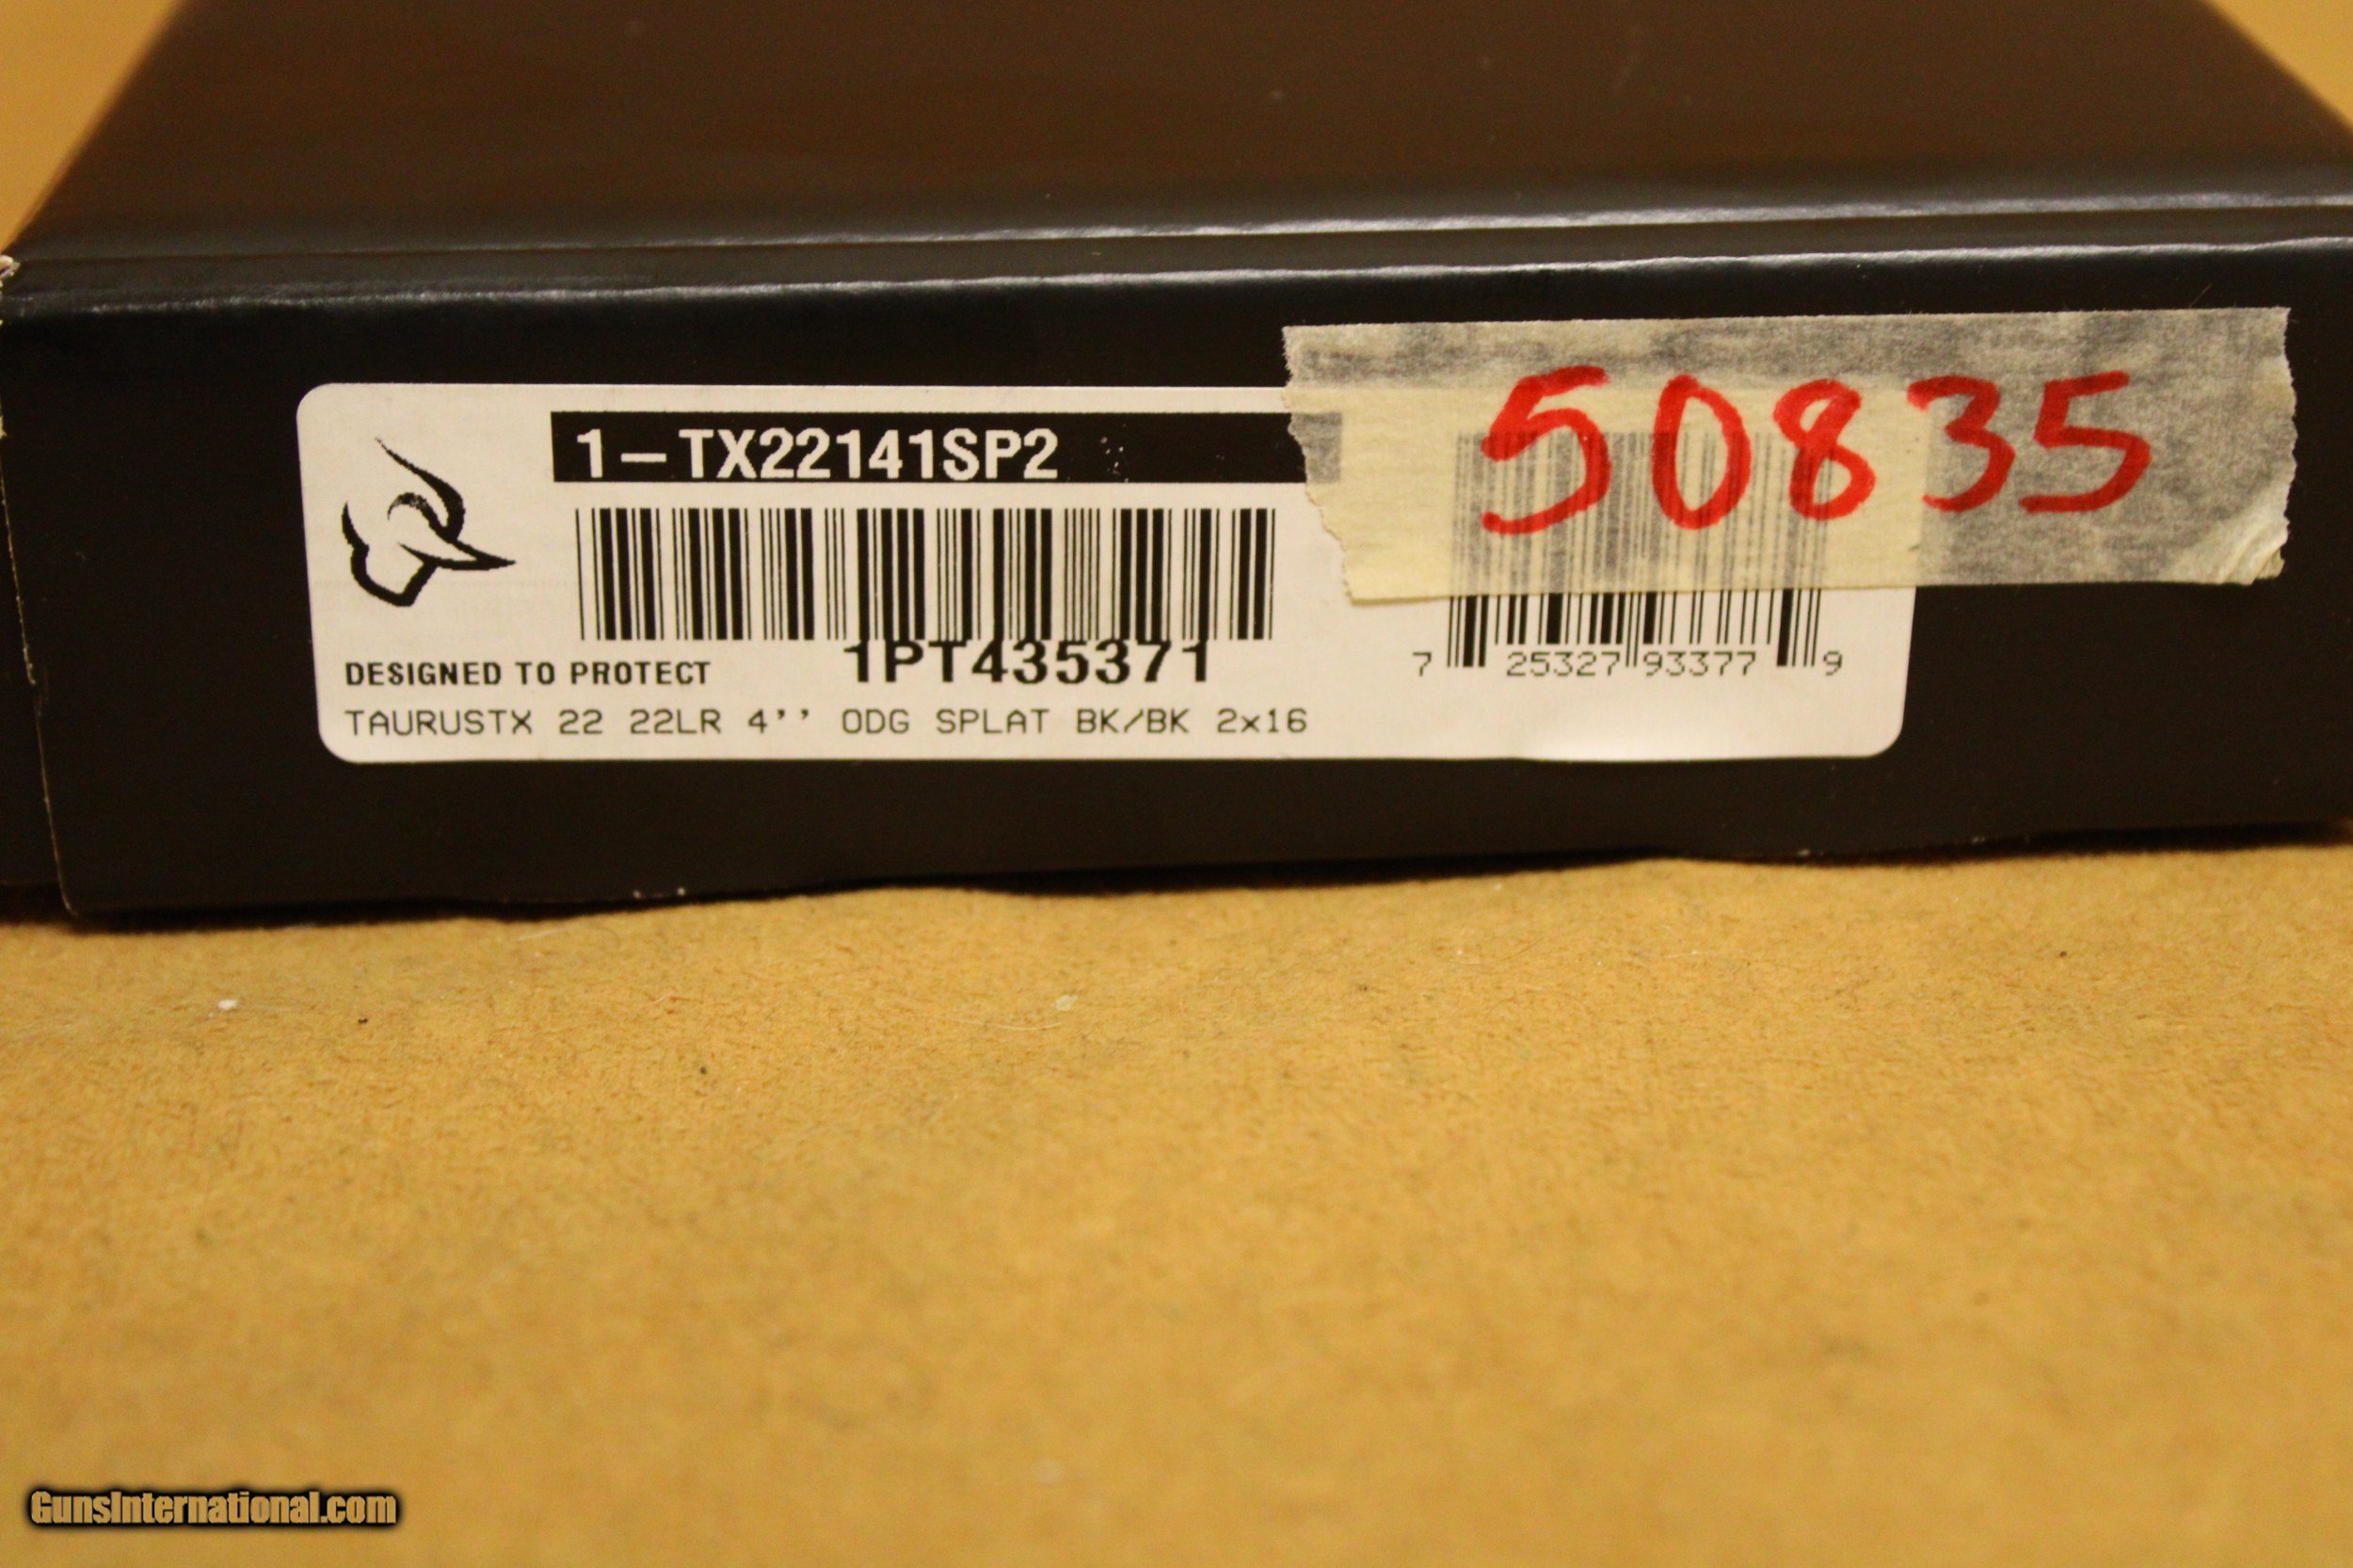 50835
1-TX22141SP2
1PT435371
DESIGNED TO PROTECT
7 25327 93377 9
TAURUSTX 22 22LR 4'' ODG SPLAT BK/BK 2x16
GunsInternational.com